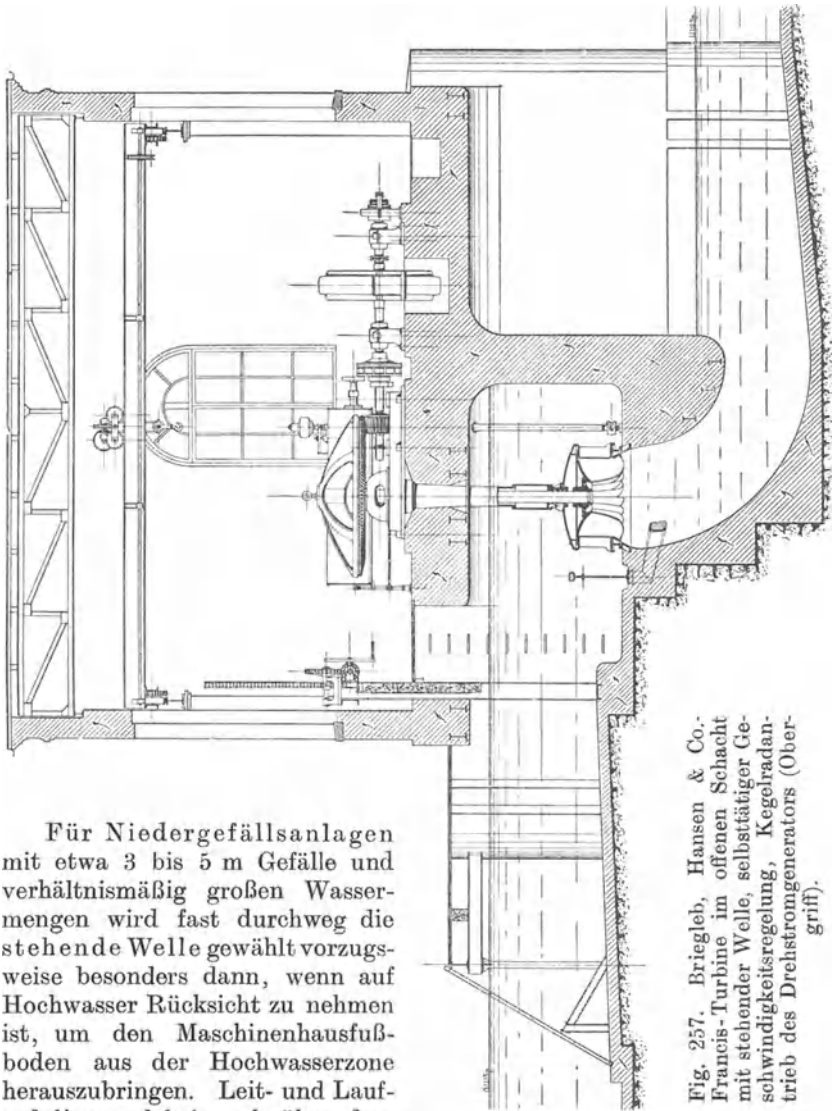 Für Niedergefällsanlagen
mit etwa 3 bis 5 m Gefälle und
verhältnismäßig großen Wasser-
mengen wird fast durchweg die
stehende Welle gewählt vorzugs-
weise besonders dann, wenn auf
Hochwasser Rücksicht zu nehmen
ist, um den Maschinenhausfuß-
boden aus der Hochwasserzone
herauszubringen. Leit- und Lauf-
Fig. 257. Briegleb, Hansen & Co.-
Francis-Turbine im offenen Schacht
mit stehender Welle, selbsttätiger Ge-
schwindigkeitsregelung, Kegelradan-
trieb des Drehstromgenerators (Ober-
griff).